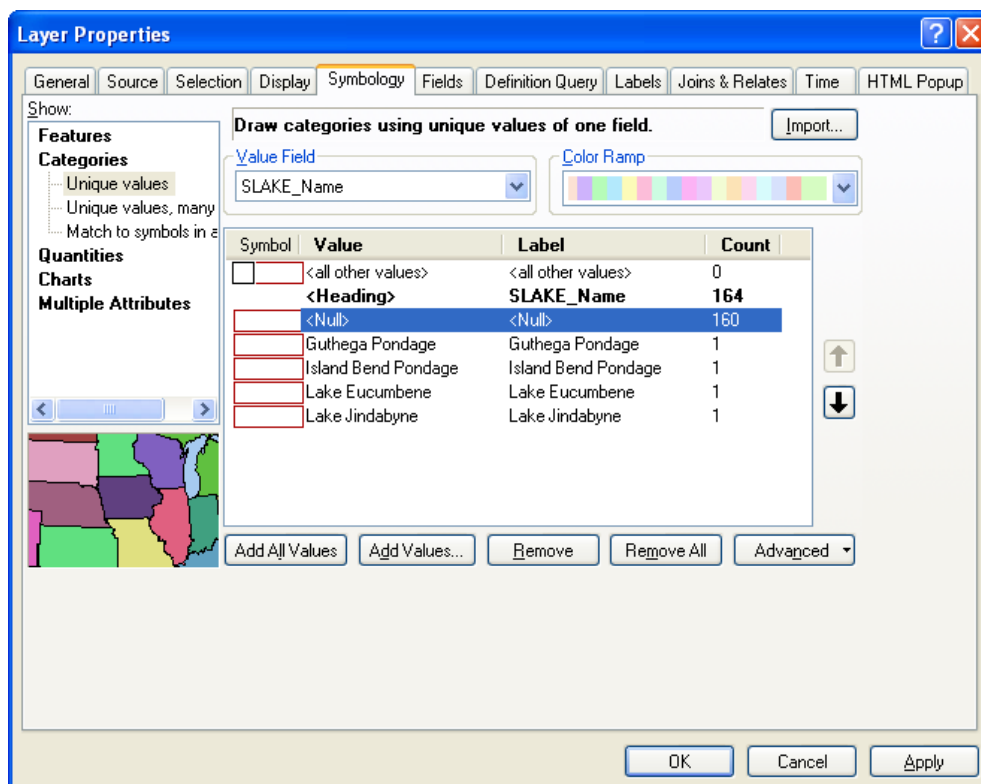 Layer Properties
General Source Selection Display Symbology Fields Definition Query Labels Joins & Relates Time HTML Popup
Show:
Features
Categories
Unique values
Unique values, many
Match to symbols in a
Quantities
Charts
Multiple Attributes
Draw categories using unique values of one field.
Import...
Value Field
SLAKE_Name
Color Ramp
Symbol Value Label Count
<all other values> <all other values> 0
<Heading> SLAKE_Name 164
<Null> <Null> 160
Guthega Pondage Guthega Pondage 1
Island Bend Pondage Island Bend Pondage 1
Lake Eucumbene Lake Eucumbene 1
Lake Jindabyne Lake Jindabyne 1
Add All Values Add Values... Remove Remove All Advanced
OK Cancel Apply